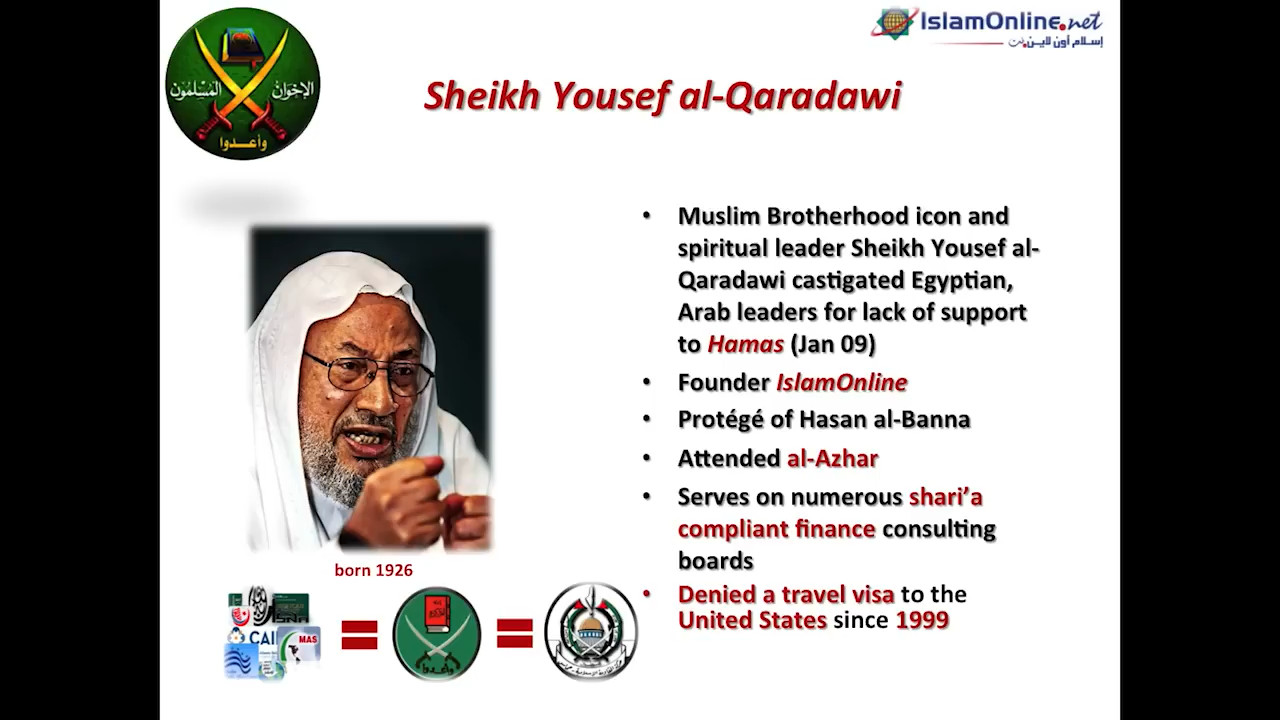 IslamOnline.net
إسلام أون لاين.نت
الإخوان المسلمون
وأعدوا
Sheikh Yousef al-Qaradawi
• Muslim Brotherhood icon and
spiritual leader Sheikh Yousef al-
Qaradawi castigated Egyptian,
Arab leaders for lack of support
to Hamas (Jan 09)
• Founder IslamOnline
• Protégé of Hasan al-Banna
• Attended al-Azhar
• Serves on numerous shari’a
compliant finance consulting
boards
• Denied a travel visa to the
United States since 1999
born 1926
ISNA
CAI
MAS
=
وأعدوا
=